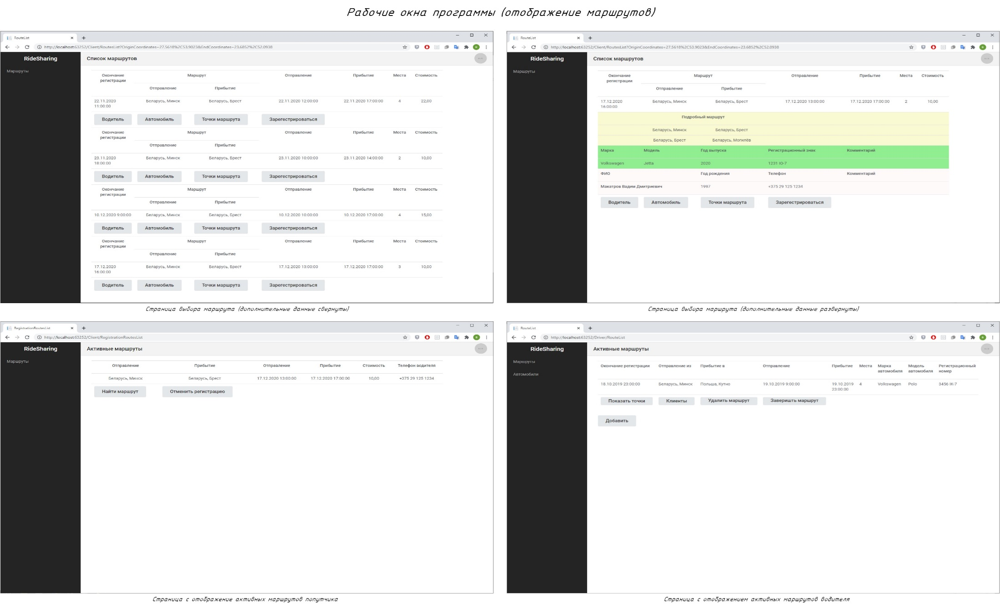 Рабочие окна программы (отображение маршрутов)
RouteList
http://localhost:63252/Client/RoutesList?OriginCoordinates=27.5618%2C53.9023&EndCoordinates=23.6852%2C52.0938
RideSharing
Маршруты
Список маршрутов
Окончание регистрации Маршрут Отправление Прибытие Места Стоимость
Отправление Прибытие
22.11.2020 11:00:00 Беларусь, Минск Беларусь, Брест 22.11.2020 12:00:00 22.11.2020 17:00:00 4 22,00
Водитель Автомобиль Точки маршрута Зарегестрироваться
Окончание регистрации Маршрут Отправление Прибытие Места Стоимость
Отправление Прибытие
23.11.2020 18:00:00 Беларусь, Минск Беларусь, Брест 23.11.2020 10:00:00 23.11.2020 14:00:00 2 10,00
Водитель Автомобиль Точки маршрута Зарегестрироваться
Окончание регистрации Маршрут Отправление Прибытие Места Стоимость
Отправление Прибытие
10.12.2020 9:00:00 Беларусь, Минск Беларусь, Брест 10.12.2020 10:00:00 10.12.2020 17:00:00 4 15,00
Водитель Автомобиль Точки маршрута Зарегестрироваться
Окончание регистрации Маршрут Отправление Прибытие Места Стоимость
Отправление Прибытие
17.12.2020 16:00:00 Беларусь, Минск Беларусь, Брест 17.12.2020 13:00:00 17.12.2020 17:00:00 3 10,00
Водитель Автомобиль Точки маршрута Зарегестрироваться
Страница выбора маршрута (дополнительные данные свернуты)
RouteList
http://localhost:63252/Client/RoutesList?OriginCoordinates=27.5618%2C53.9023&EndCoordinates=23.6852%2C52.0938
RideSharing
Маршруты
Список маршрутов
Окончание регистрации Маршрут Отправление Прибытие Места Стоимость
Отправление Прибытие
17.12.2020 16:00:00 Беларусь, Минск Беларусь, Брест 17.12.2020 13:00:00 17.12.2020 17:00:00 2 10,00
Подробный маршрут
Беларусь, Минск Беларусь, Брест
Беларусь, Брест Беларусь, Могилёв
Марка Модель Год выпуска Регистрационный знак Комментарий
Volkswagen Jetta 2020 1231 IO-7
ФИО Год рождения Телефон Комментарий
Макатров Вадим Дмитриевич 1997 +375 29 125 1234
Водитель Автомобиль Точки маршрута Зарегестрироваться
Страница выбора маршрута (дополнительные данные развернуты)
RegistrationRoutesList
http://localhost:63252/Client/RegistrationRoutesList
RideSharing
Маршруты
Активные маршруты
Отправление Прибытие Отправление Прибытие Стоимость Телефон водителя
Беларусь, Минск Беларусь, Брест 17.12.2020 13:00:00 17.12.2020 17:00:00 10,00 +375 29 125 1234
Найти маршрут Отменить регистрацию
Страница с отображение активных маршрутов попутчика
RouteList
http://localhost:63252/Driver/RouteList
RideSharing
Маршруты
Автомобили
Активные маршруты
Окончание регистрации Отправление из Прибытие в Отправление Прибытие Места Марка автомобиля Модель автомобиля Регистрационный номер
18.10.2019 23:00:00 Беларусь, Минск Польша, Кутно 19.10.2019 9:00:00 19.10.2019 23:00:00 4 Volkswagen Polo 3456 IK-7
Показать точки Клиенты Удалить маршрут Заверишть маршрут
Добавить
Страница с отображением активных маршрутов водителя